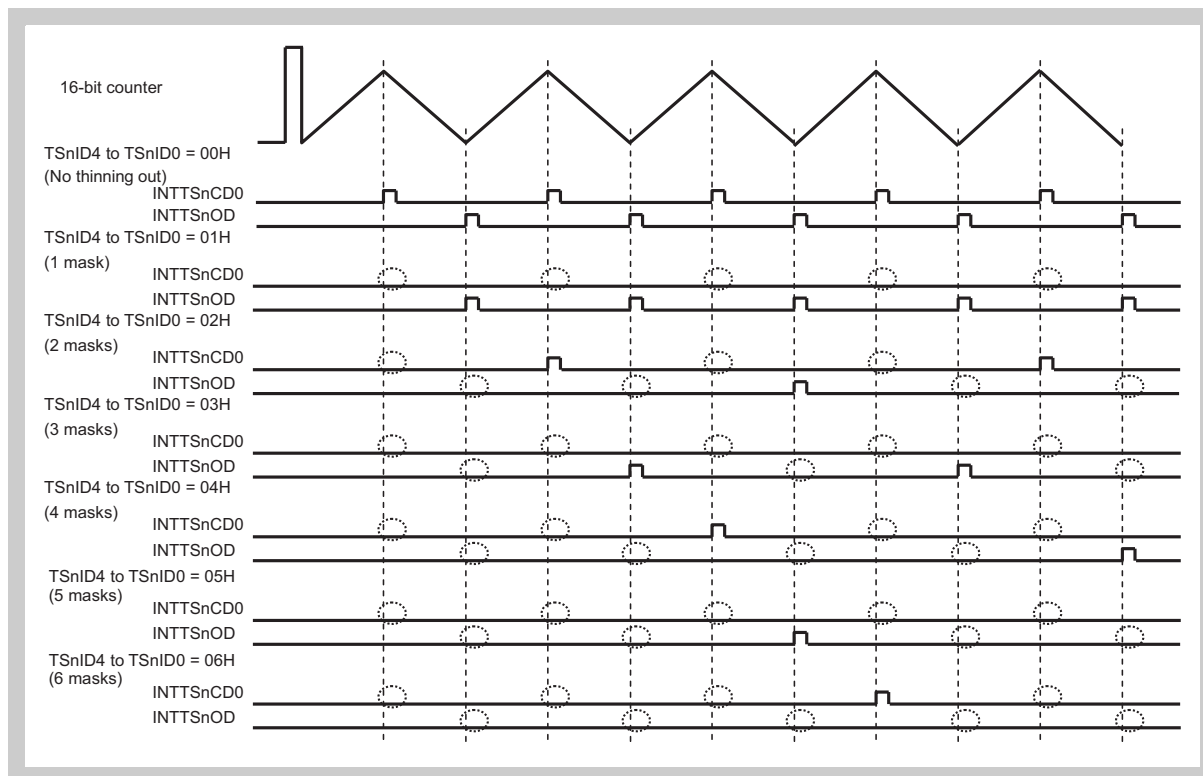 16-bit counter
TSnID4 to TSnID0 = 00H
(No thinning out)
INTTSnCD0
INTTSnOD
TSnID4 to TSnID0 = 01H
(1 mask)
INTTSnCD0
INTTSnOD
TSnID4 to TSnID0 = 02H
(2 masks)
INTTSnCD0
INTTSnOD
TSnID4 to TSnID0 = 03H
(3 masks)
INTTSnCD0
INTTSnOD
TSnID4 to TSnID0 = 04H
(4 masks)
INTTSnCD0
INTTSnOD
TSnID4 to TSnID0 = 05H
(5 masks)
INTTSnCD0
INTTSnOD
TSnID4 to TSnID0 = 06H
(6 masks)
INTTSnCD0
INTTSnOD